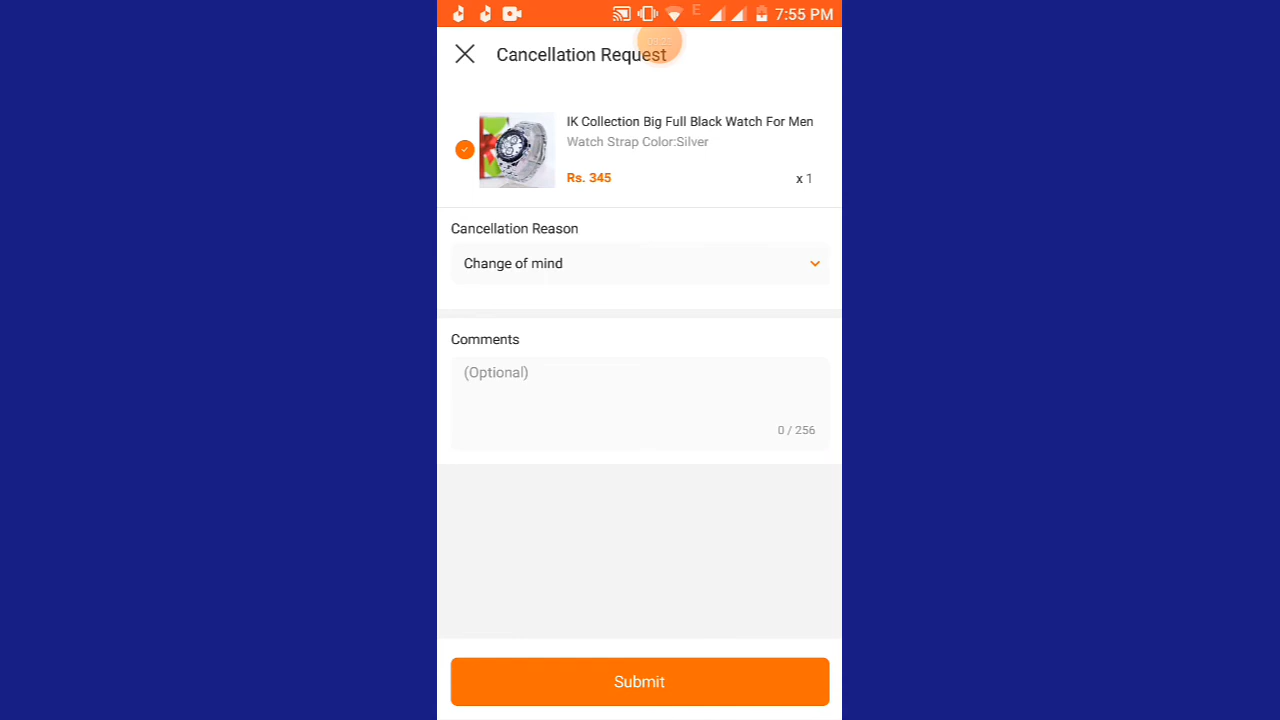 E 7:55 PM
Cancellation Request
IK Collection Big Full Black Watch For Men
Watch Strap Color:Silver
Rs. 345 x 1
Cancellation Reason
Change of mind
Comments
(Optional)
0 / 256
Submit